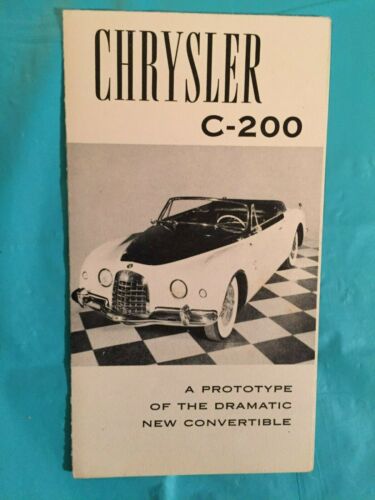 CHRYSLER
C-200
A PROTOTYPE
OF THE DRAMATIC
NEW CONVERTIBLE